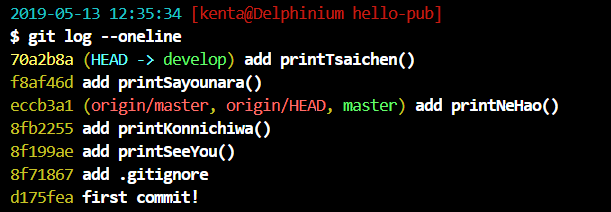 2019-05-13 12:35:34 [kenta@Delphinium hello-pub]
$ git log --oneline
70a2b8a (HEAD -> develop) add printTsaichen()
f8af46d add printSayounara()
eccb3a1 (origin/master, origin/HEAD, master) add printNeHao()
8fb2255 add printKonnichiwa()
8f199ae add printSeeYou()
8f71867 add .gitignore
d175fea first commit!